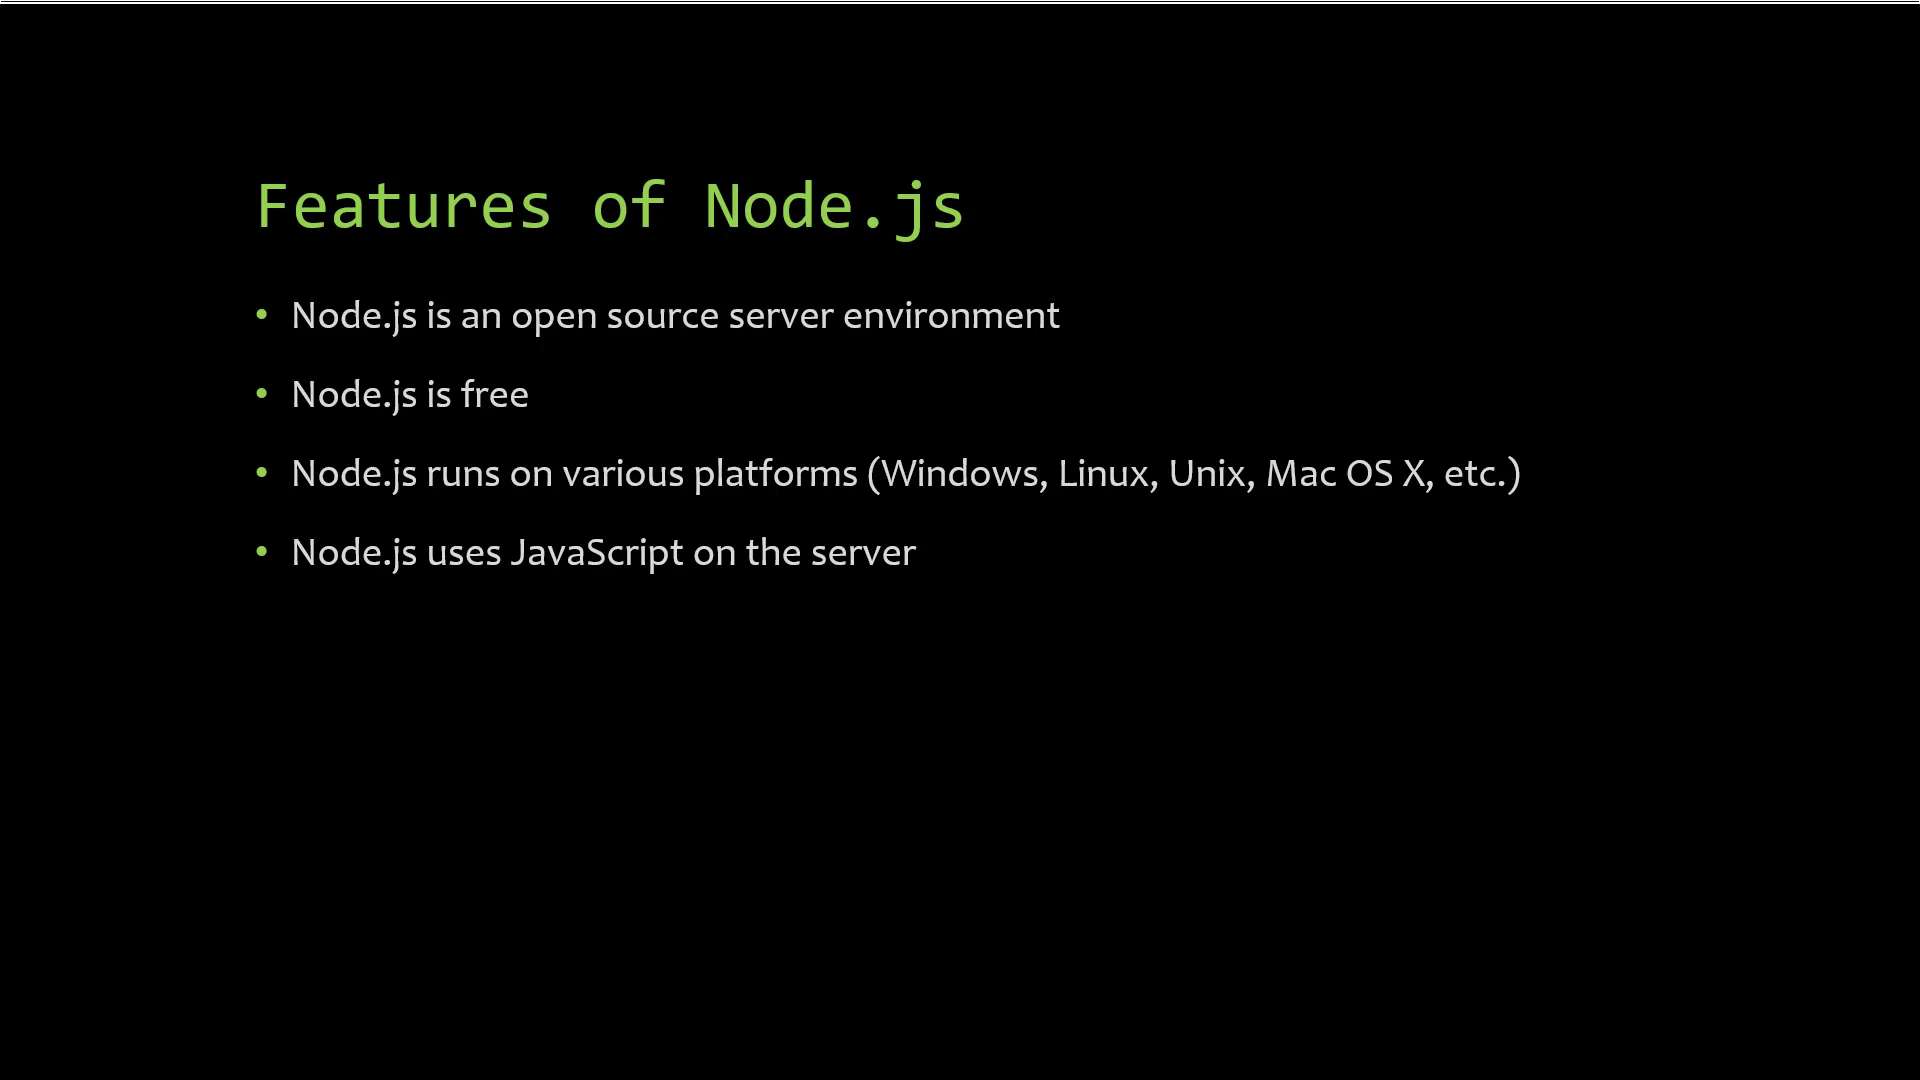 Features of Node.js
• Node.js is an open source server environment
• Node.js is free
• Node.js runs on various platforms (Windows, Linux, Unix, Mac OS X, etc.)
• Node.js uses JavaScript on the server